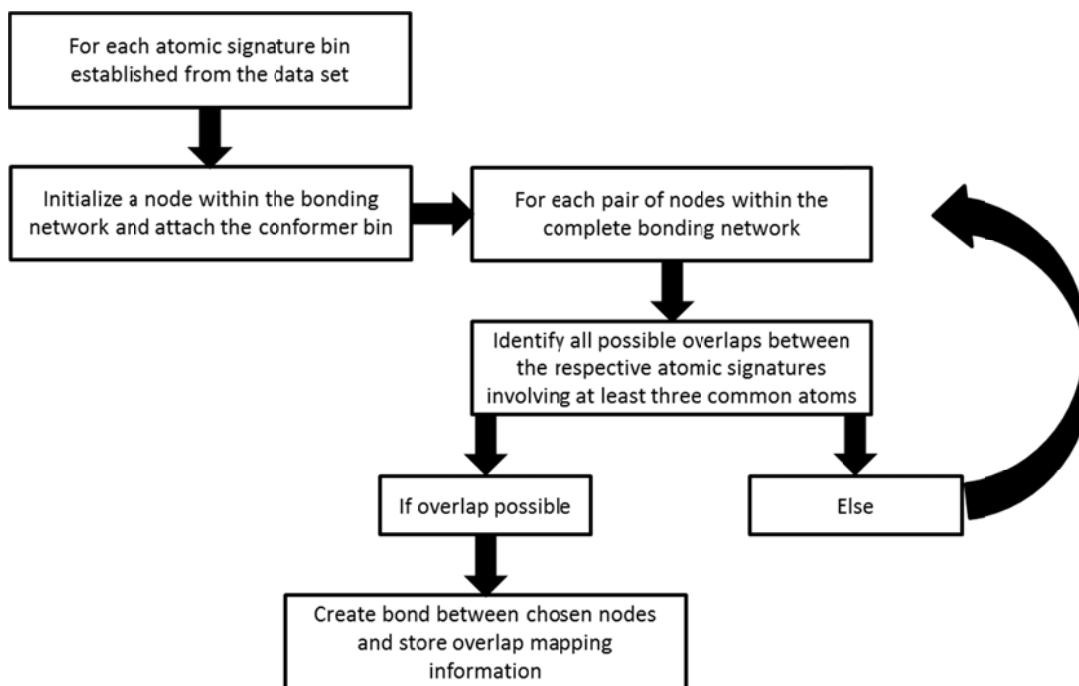 For each atomic signature bin
established from the data set
Initialize a node within the bonding
network and attach the conformer bin
For each pair of nodes within the
complete bonding network
Identify all possible overlaps between
the respective atomic signatures
involving at least three common atoms
If overlap possible
Else
Create bond between chosen nodes
and store overlap mapping
information